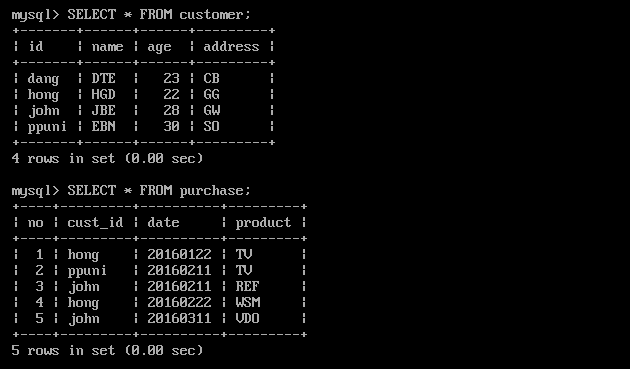 mysql> SELECT * FROM customer;
+-------+------+------+---------+
| id    | name | age  | address |
+-------+------+------+---------+
| dang  | DTE  |   23 | CB      |
| hong  | HGD  |   22 | GG      |
| john  | JBE  |   28 | GW      |
| ppuni | EBN  |   30 | SO      |
+-------+------+------+---------+
4 rows in set (0.00 sec)
mysql> SELECT * FROM purchase;
+----+---------+----------+---------+
| no | cust_id | date     | product |
+----+---------+----------+---------+
|  1 | hong    | 20160122 | TV      |
|  2 | ppuni   | 20160211 | TV      |
|  3 | john    | 20160211 | REF     |
|  4 | hong    | 20160222 | WSM     |
|  5 | john    | 20160311 | VDO     |
+----+---------+----------+---------+
5 rows in set (0.00 sec)